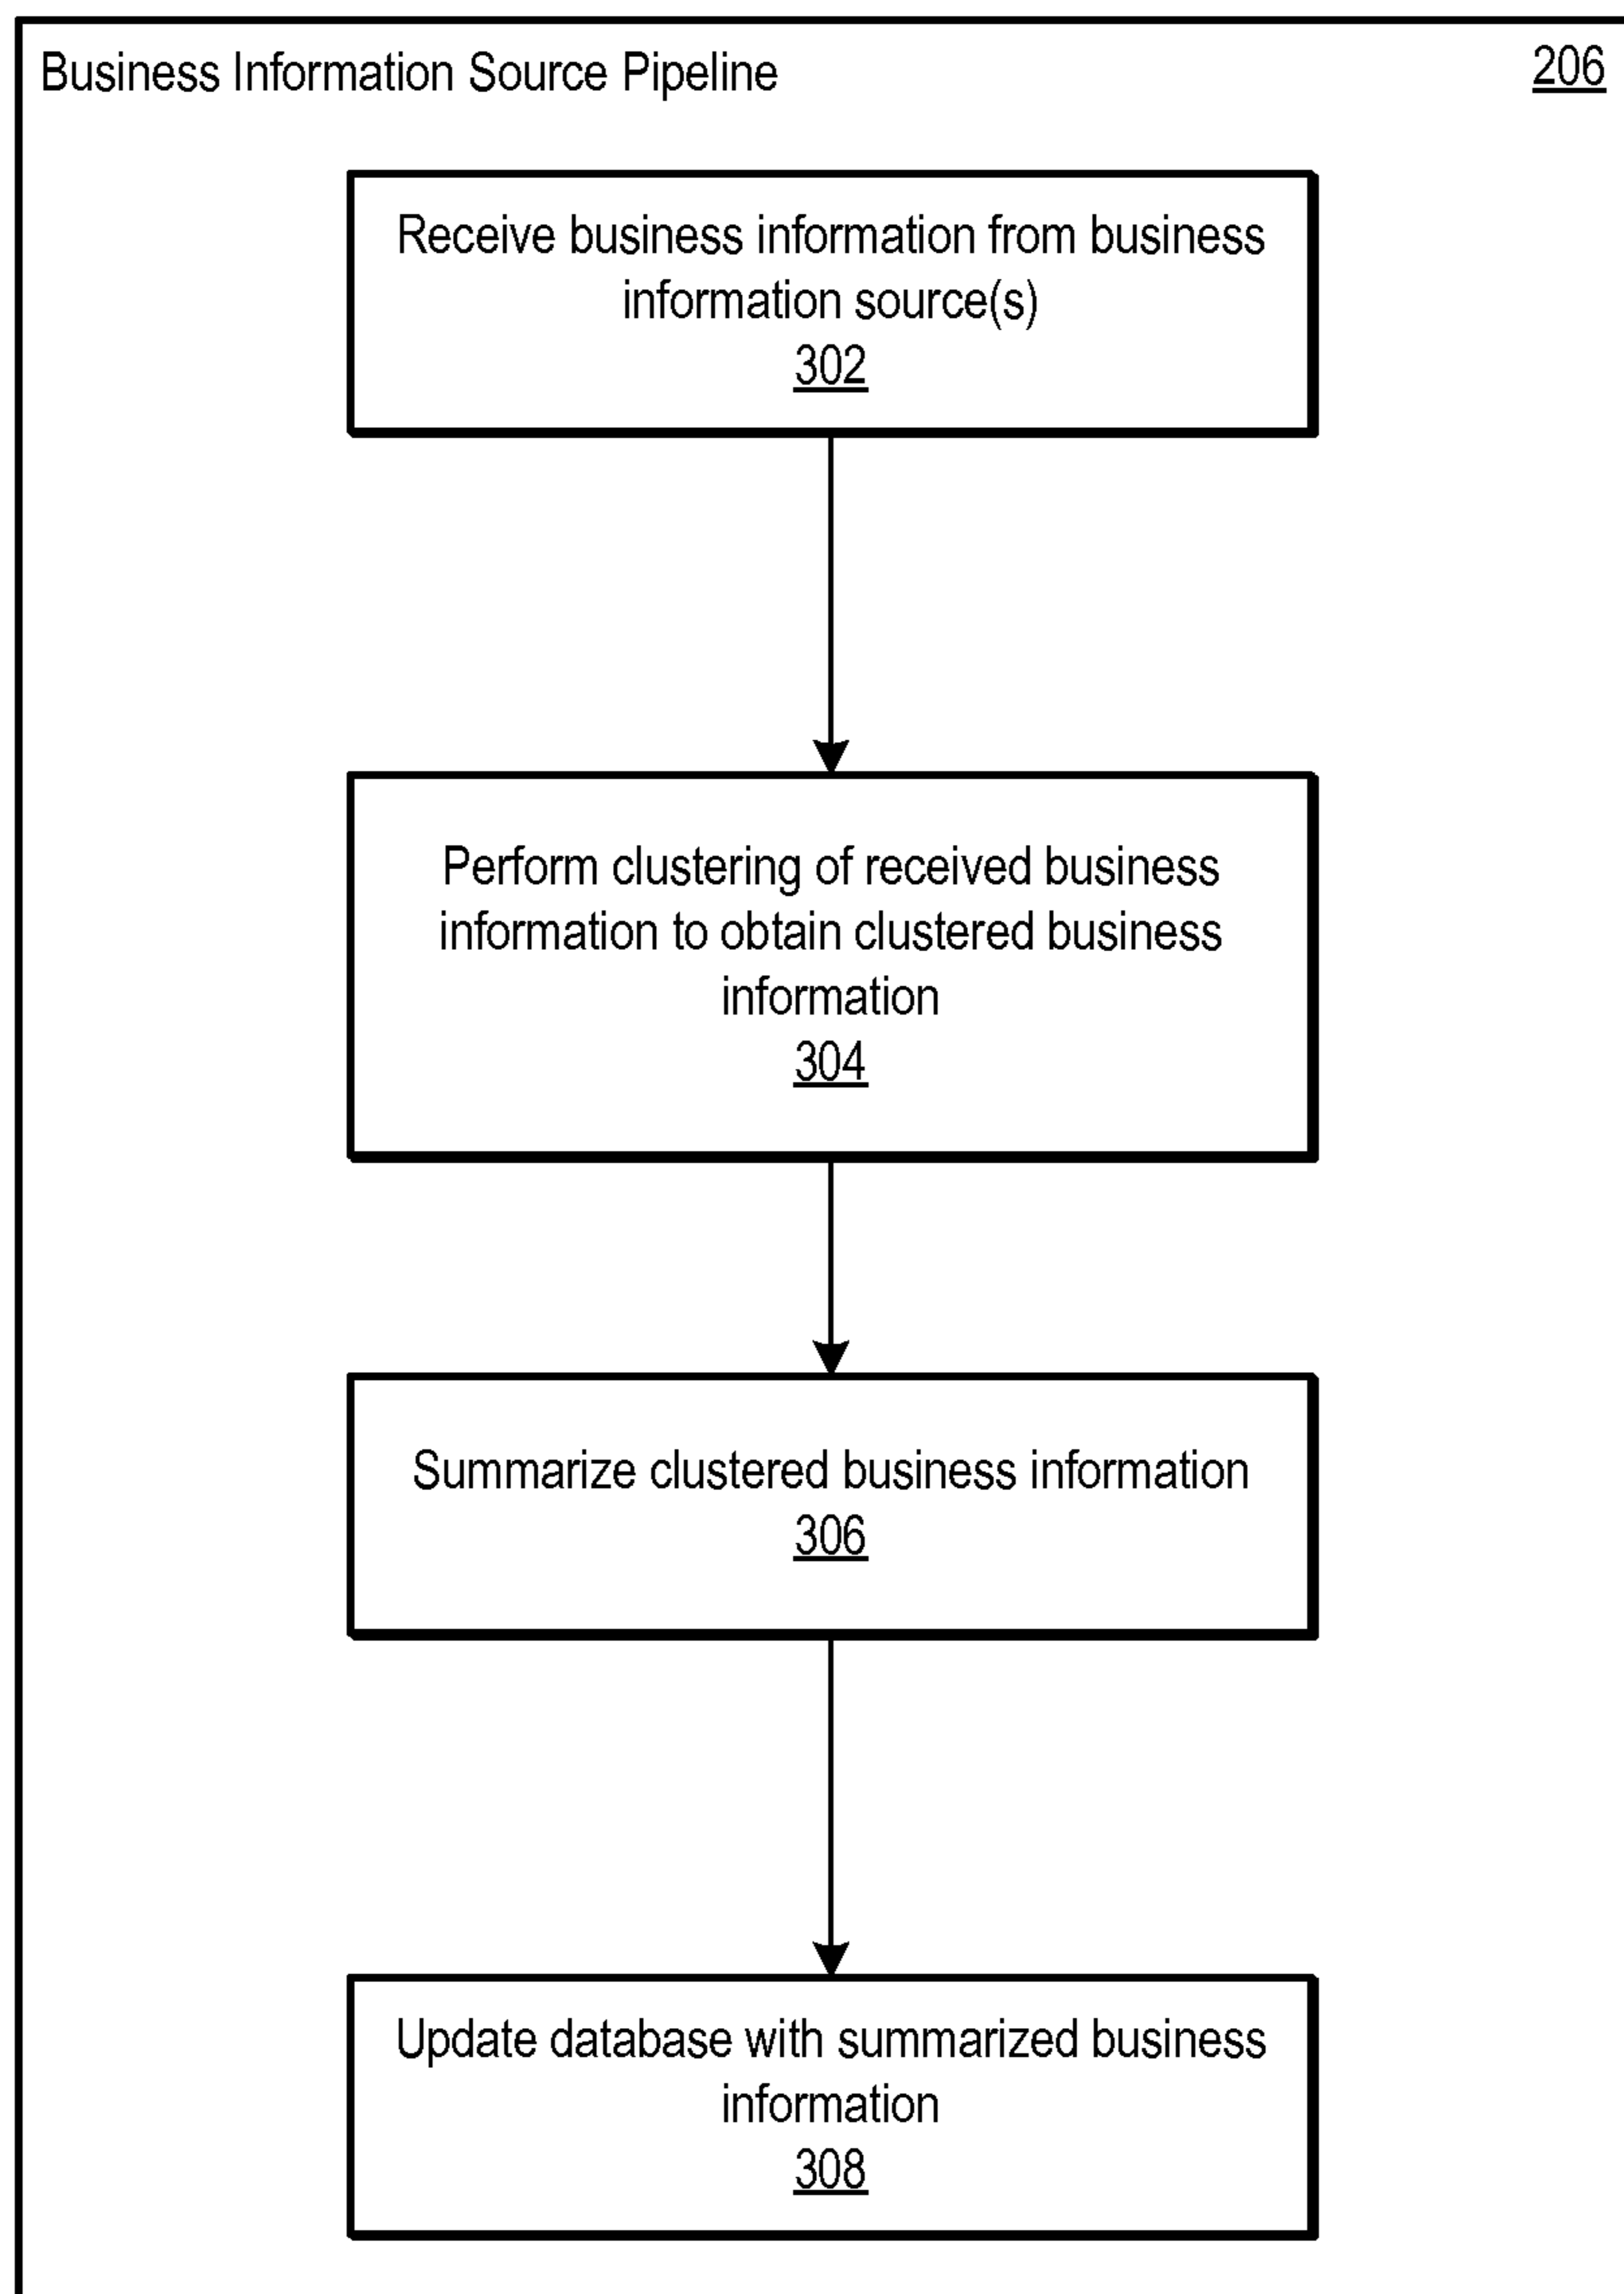 Business Information Source Pipeline
206
Receive business information from business
information source(s)
302
Perform clustering of received business
information to obtain clustered business
information
304
Summarize clustered business information
306
Update database with summarized business
information
308